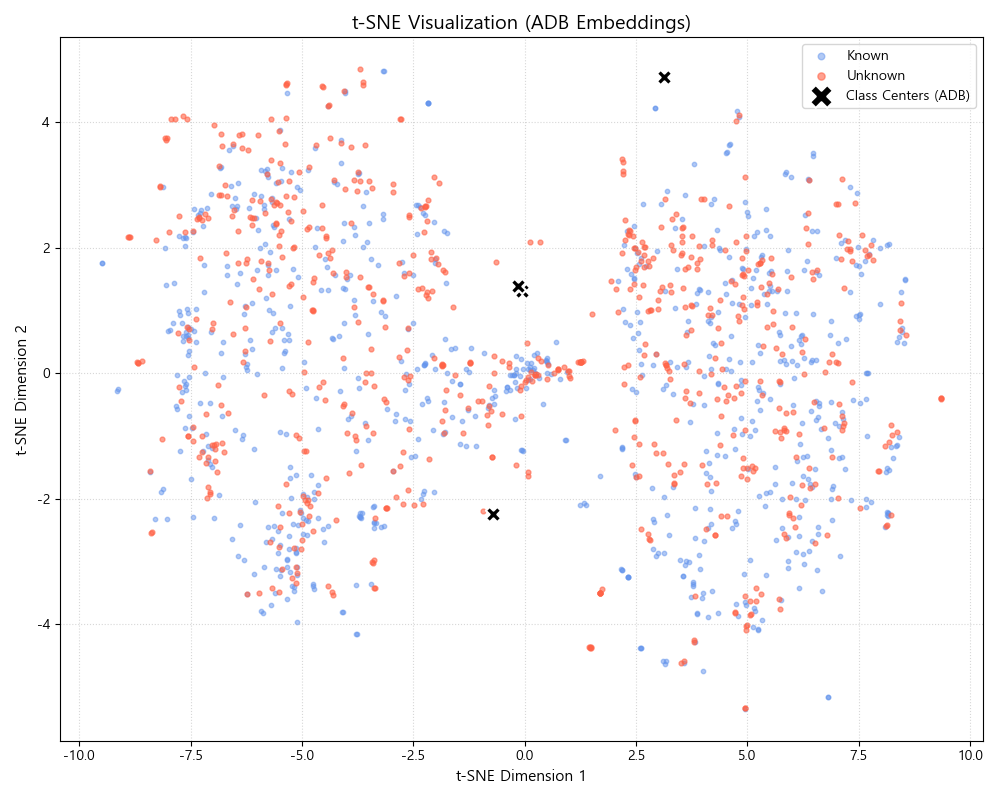 t-SNE Visualization (ADB Embeddings)
Known
Unknown
Class Centers (ADB)
4
2
0
-2
-4
t-SNE Dimension 2
-10.0 -7.5 -5.0 -2.5 0.0 2.5 5.0 7.5 10.0
t-SNE Dimension 1